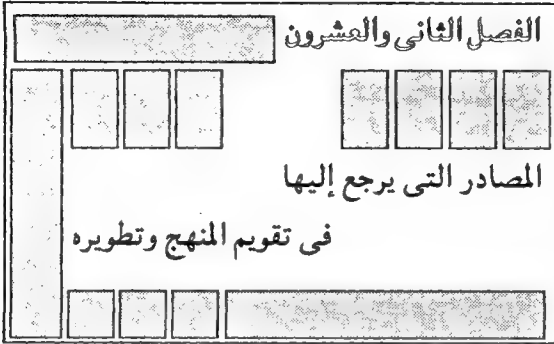 الفصل الثانى والعشرون
المصادر التى يرجع إليها
فى تقويم المنهج وتطويره